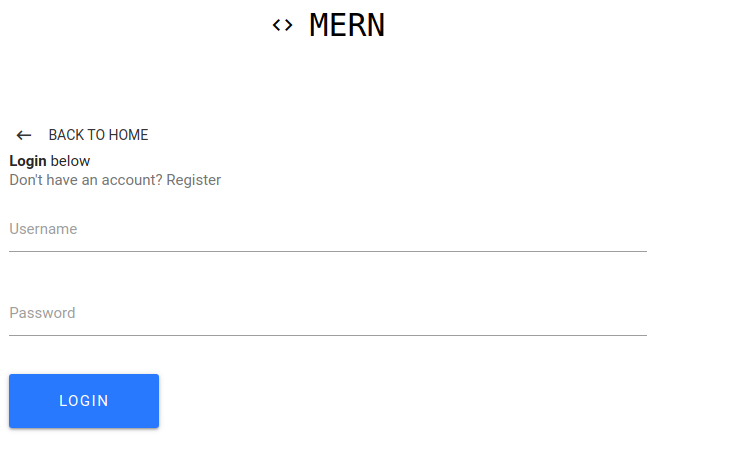 <> MERN
BACK TO HOME
Login below
Don't have an account? Register
Username
Password
LOGIN